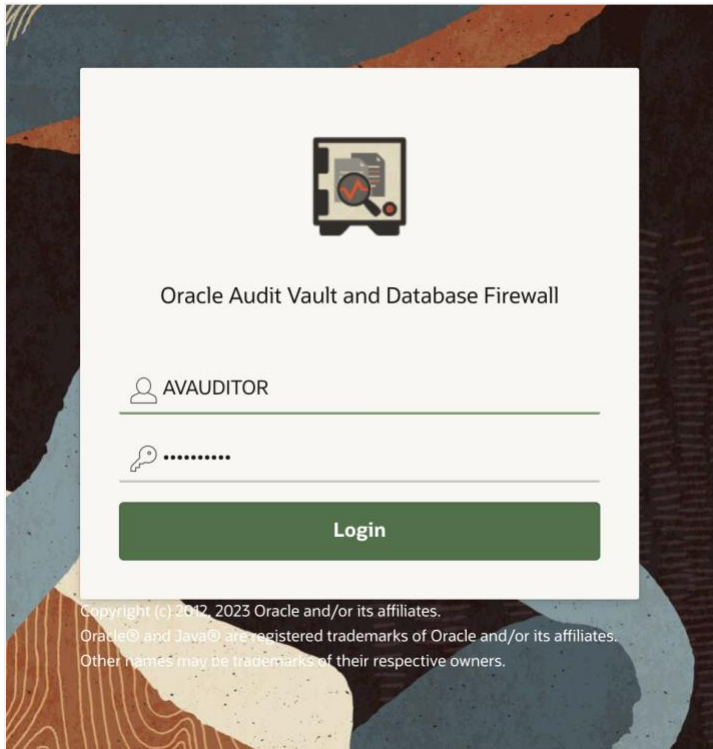 Oracle Audit Vault and Database Firewall
AVAUDITOR
••••••••••
Login
Copyright (c) 2012, 2023 Oracle and/or its affiliates.
Oracle® and Java® are registered trademarks of Oracle and/or its affiliates.
Other names may be trademarks of their respective owners.